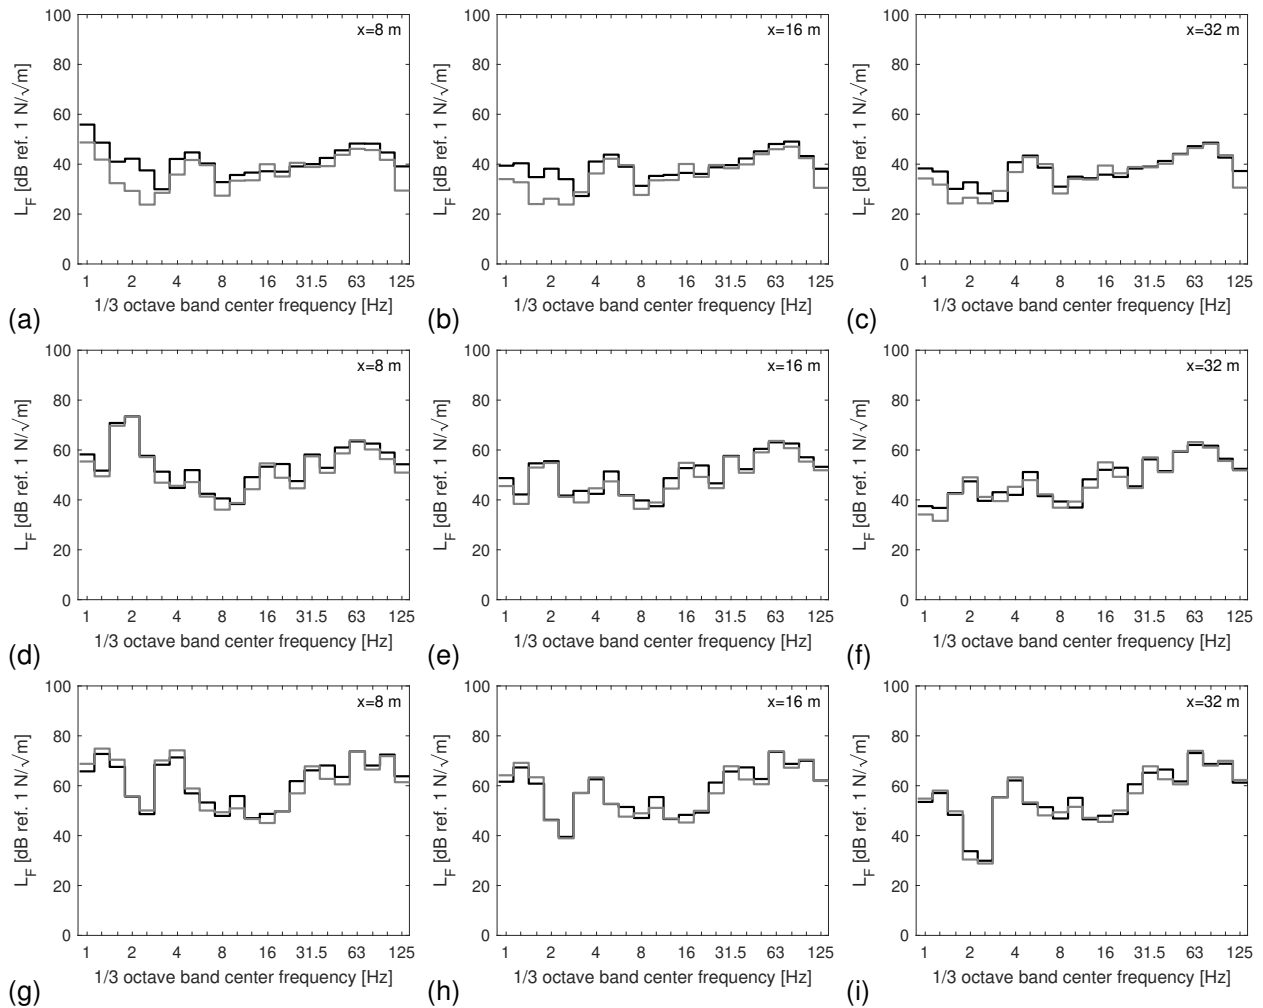 x=8 m
100
80
60
40
20
0
L_F [dB ref. 1 N/√m]
1 2 4 8 16 31.5 63 125
1/3 octave band center frequency [Hz]
(a)
x=16 m
100
80
60
40
20
0
L_F [dB ref. 1 N/√m]
1 2 4 8 16 31.5 63 125
1/3 octave band center frequency [Hz]
(b)
x=32 m
100
80
60
40
20
0
L_F [dB ref. 1 N/√m]
1 2 4 8 16 31.5 63 125
1/3 octave band center frequency [Hz]
(c)
x=8 m
100
80
60
40
20
0
L_F [dB ref. 1 N/√m]
1 2 4 8 16 31.5 63 125
1/3 octave band center frequency [Hz]
(d)
x=16 m
100
80
60
40
20
0
L_F [dB ref. 1 N/√m]
1 2 4 8 16 31.5 63 125
1/3 octave band center frequency [Hz]
(e)
x=32 m
100
80
60
40
20
0
L_F [dB ref. 1 N/√m]
1 2 4 8 16 31.5 63 125
1/3 octave band center frequency [Hz]
(f)
x=8 m
100
80
60
40
20
0
L_F [dB ref. 1 N/√m]
1 2 4 8 16 31.5 63 125
1/3 octave band center frequency [Hz]
(g)
x=16 m
100
80
60
40
20
0
L_F [dB ref. 1 N/√m]
1 2 4 8 16 31.5 63 125
1/3 octave band center frequency [Hz]
(h)
x=32 m
100
80
60
40
20
0
L_F [dB ref. 1 N/√m]
1 2 4 8 16 31.5 63 125
1/3 octave band center frequency [Hz]
(i)